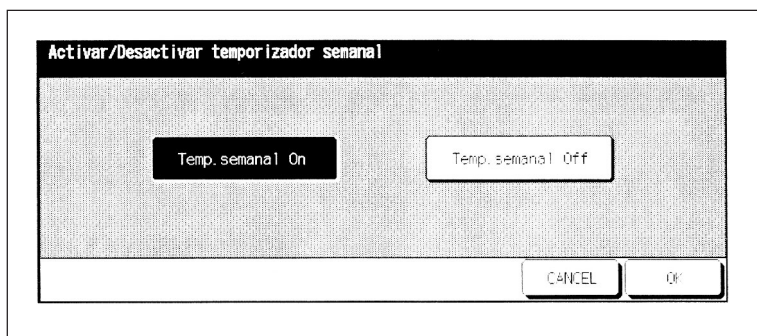 Activar/Desactivar temporizador semanal
Temp.semanal On
Temp.semanal Off
CANCEL
OK